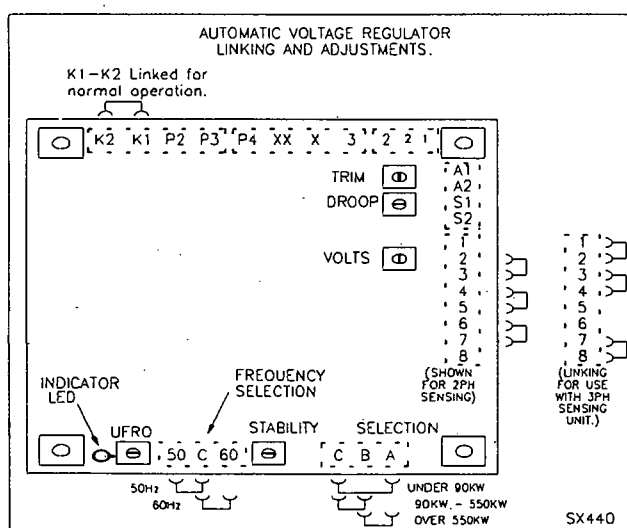 AUTOMATIC VOLTAGE REGULATOR
LINKING AND ADJUSTMENTS.
K1-K2 Linked for
normal operation.
K2 K1 P2 P3 P4 XX X 3 2 2 1
TRIM
DROOP
VOLTS
A1
A2
S1
S2
1
2
3
4
5
6
7
8
(SHOWN
FOR 2PH
SENSING)
1
2
3
4
5
6
7
8
(LINKING
FOR USE
WITH 3PH
SENSING
UNIT.)
INDICATOR
LED
FREQUENCY
SELECTION
UFRO
STABILITY
SELECTION
50 C 60
C B A
50Hz
60Hz
UNDER 90KW
90KW. - 550KW
OVER 550KW
SX440